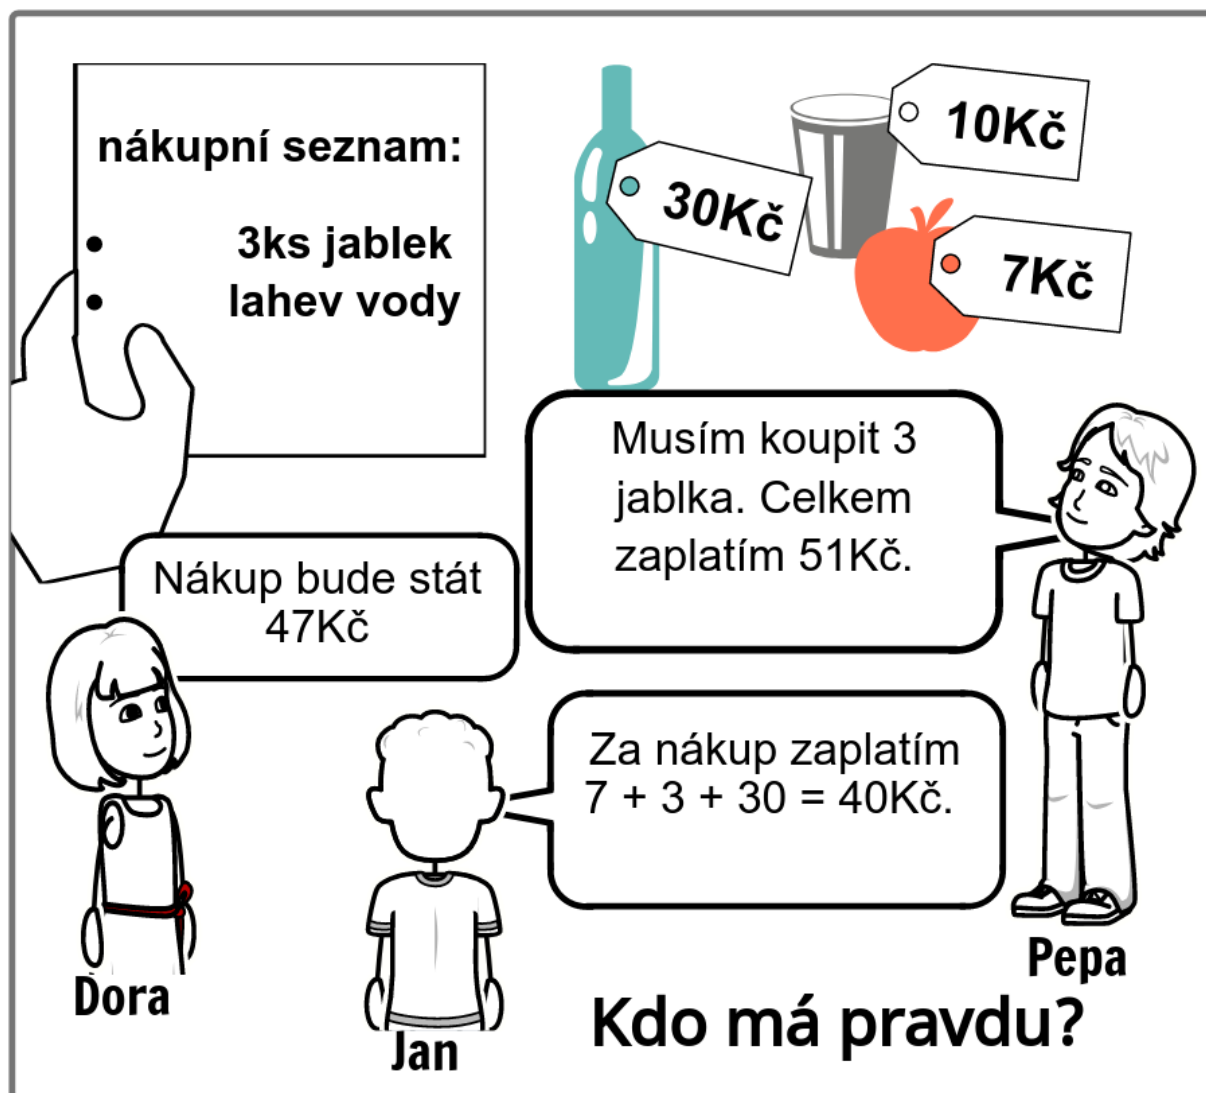 nákupní seznam:
• 3ks jablek
• lahev vody
30Kč
10Kč
7Kč
Musím koupit 3
jablka. Celkem
zaplatím 51Kč.
Nákup bude stát
47Kč
Za nákup zaplatím
7 + 3 + 30 = 40Kč.
Dora
Jan
Pepa
Kdo má pravdu?